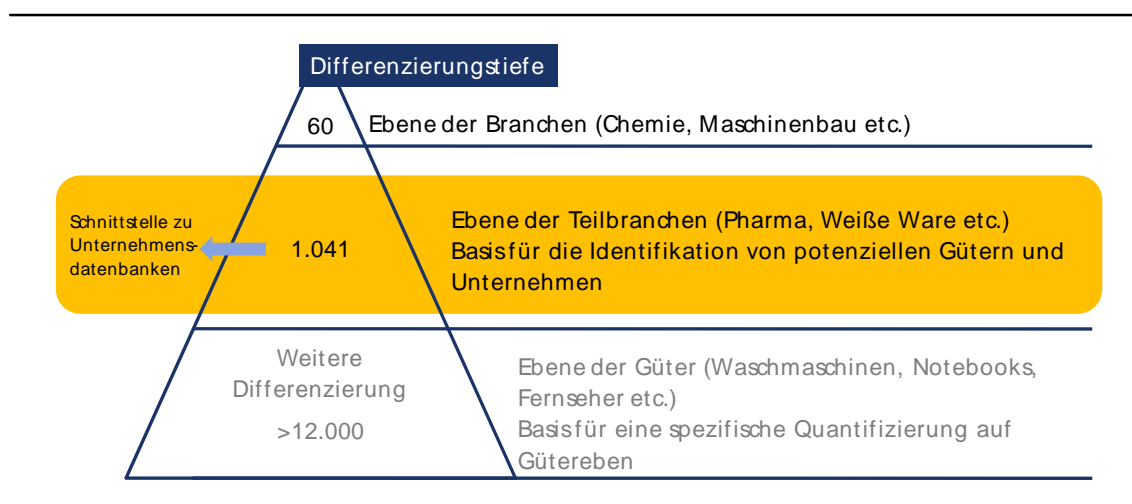 Differenzierungstiefe
60
Ebene der Branchen (Chemie, Maschinenbau etc.)
Schnittstelle zu
Unternehmens-
datenbanken
1.041
Ebene der Teilbranchen (Pharma, Weiße Ware etc.)
Basis für die Identifikation von potenziellen Gütern und
Unternehmen
Weitere
Differenzierung
>12.000
Ebene der Güter (Waschmaschinen, Notebooks,
Fernseher etc.)
Basis für eine spezifische Quantifizierung auf
Gütereben